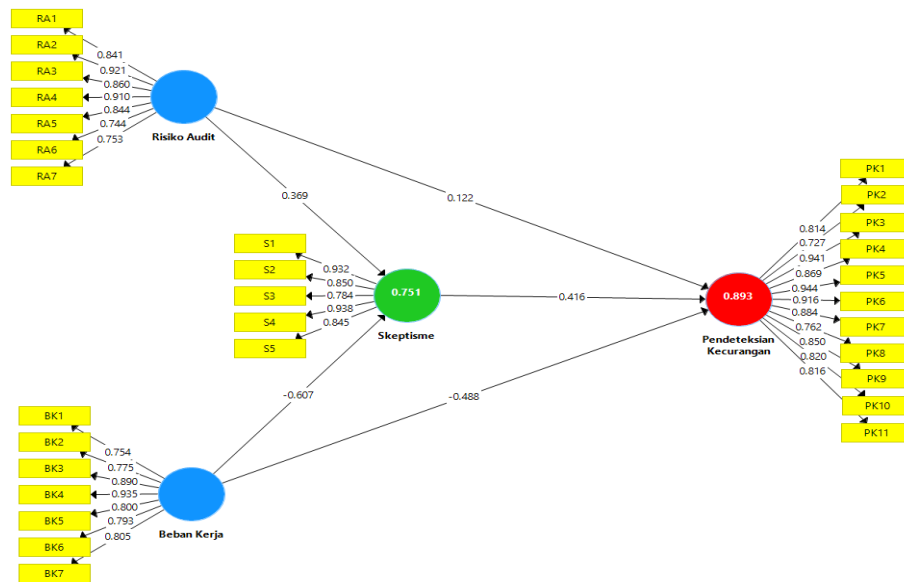 RA1
RA2
RA3
RA4
RA5
RA6
RA7
0.841
0.921
0.860
0.910
0.844
0.744
0.753
Risiko Audit
0.369
0.122
S1
S2
S3
S4
S5
0.932
0.850
0.784
0.938
0.845
0.751
Skeptisme
0.416
-0.607
-0.488
BK1
BK2
BK3
BK4
BK5
BK6
BK7
0.754
0.775
0.890
0.935
0.800
0.793
0.805
Beban Kerja
0.893
Pendeteksian
Kecurangan
0.814
0.727
0.941
0.869
0.944
0.916
0.884
0.762
0.850
0.820
0.816
PK1
PK2
PK3
PK4
PK5
PK6
PK7
PK8
PK9
PK10
PK11